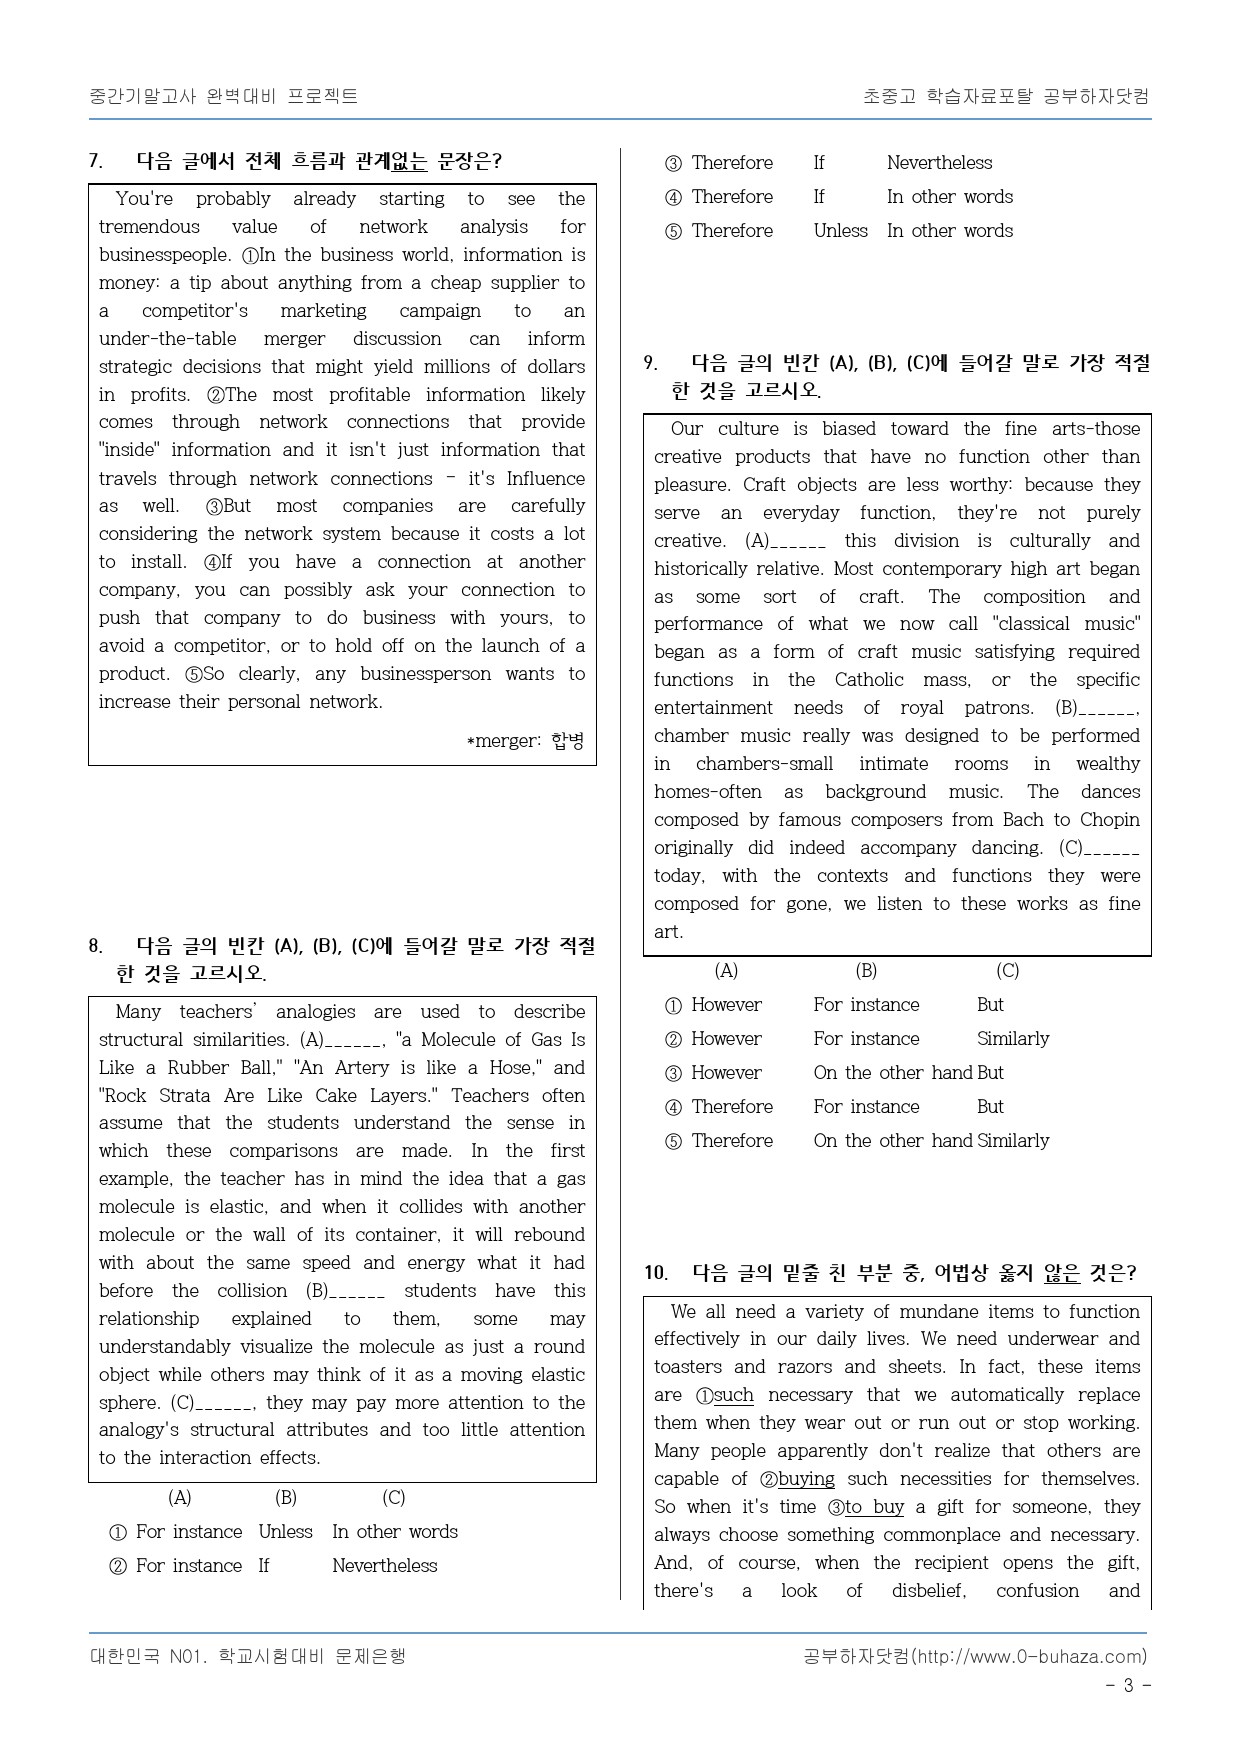 중간기말고사 완벽대비 프로젝트
초중고 학습자료포탈 공부하자닷컴
7. 다음 글에서 전체 흐름과 관계없는 문장은?
You're probably already starting to see the
tremendous value of network analysis for
businesspeople. ①In the business world, information is
money: a tip about anything from a cheap supplier to
a competitor's marketing campaign to an
under-the-table merger discussion can inform
strategic decisions that might yield millions of dollars
in profits. ②The most profitable information likely
comes through network connections that provide
"inside" information and it isn't just information that
travels through network connections - it's Influence
as well. ③But most companies are carefully
considering the network system because it costs a lot
to install. ④If you have a connection at another
company, you can possibly ask your connection to
push that company to do business with yours, to
avoid a competitor, or to hold off on the launch of a
product. ⑤So clearly, any businessperson wants to
increase their personal network.
*merger: 합병
8. 다음 글의 빈칸 (A), (B), (C)에 들어갈 말로 가장 적절
한 것을 고르시오.
Many teachers’ analogies are used to describe
structural similarities. (A)______, "a Molecule of Gas Is
Like a Rubber Ball," "An Artery is like a Hose," and
"Rock Strata Are Like Cake Layers." Teachers often
assume that the students understand the sense in
which these comparisons are made. In the first
example, the teacher has in mind the idea that a gas
molecule is elastic, and when it collides with another
molecule or the wall of its container, it will rebound
with about the same speed and energy what it had
before the collision (B)______ students have this
relationship explained to them, some may
understandably visualize the molecule as just a round
object while others may think of it as a moving elastic
sphere. (C)______, they may pay more attention to the
analogy's structural attributes and too little attention
to the interaction effects.
(A) (B) (C)
① For instance Unless In other words
② For instance If Nevertheless
③ Therefore If Nevertheless
④ Therefore If In other words
⑤ Therefore Unless In other words
9. 다음 글의 빈칸 (A), (B), (C)에 들어갈 말로 가장 적절
한 것을 고르시오.
Our culture is biased toward the fine arts-those
creative products that have no function other than
pleasure. Craft objects are less worthy: because they
serve an everyday function, they're not purely
creative. (A)______ this division is culturally and
historically relative. Most contemporary high art began
as some sort of craft. The composition and
performance of what we now call "classical music"
began as a form of craft music satisfying required
functions in the Catholic mass, or the specific
entertainment needs of royal patrons. (B)______,
chamber music really was designed to be performed
in chambers-small intimate rooms in wealthy
homes-often as background music. The dances
composed by famous composers from Bach to Chopin
originally did indeed accompany dancing. (C)______
today, with the contexts and functions they were
composed for gone, we listen to these works as fine
art.
(A) (B) (C)
① However For instance But
② However For instance Similarly
③ However On the other hand But
④ Therefore For instance But
⑤ Therefore On the other hand Similarly
10. 다음 글의 밑줄 친 부분 중, 어법상 옳지 않은 것은?
We all need a variety of mundane items to function
effectively in our daily lives. We need underwear and
toasters and razors and sheets. In fact, these items
are ①such necessary that we automatically replace
them when they wear out or run out or stop working.
Many people apparently don't realize that others are
capable of ②buying such necessities for themselves.
So when it's time ③to buy a gift for someone, they
always choose something commonplace and necessary.
And, of course, when the recipient opens the gift,
there's a look of disbelief, confusion and
대한민국 N01. 학교시험대비 문제은행
공부하자닷컴(http://www.0-buhaza.com)
- 3 -